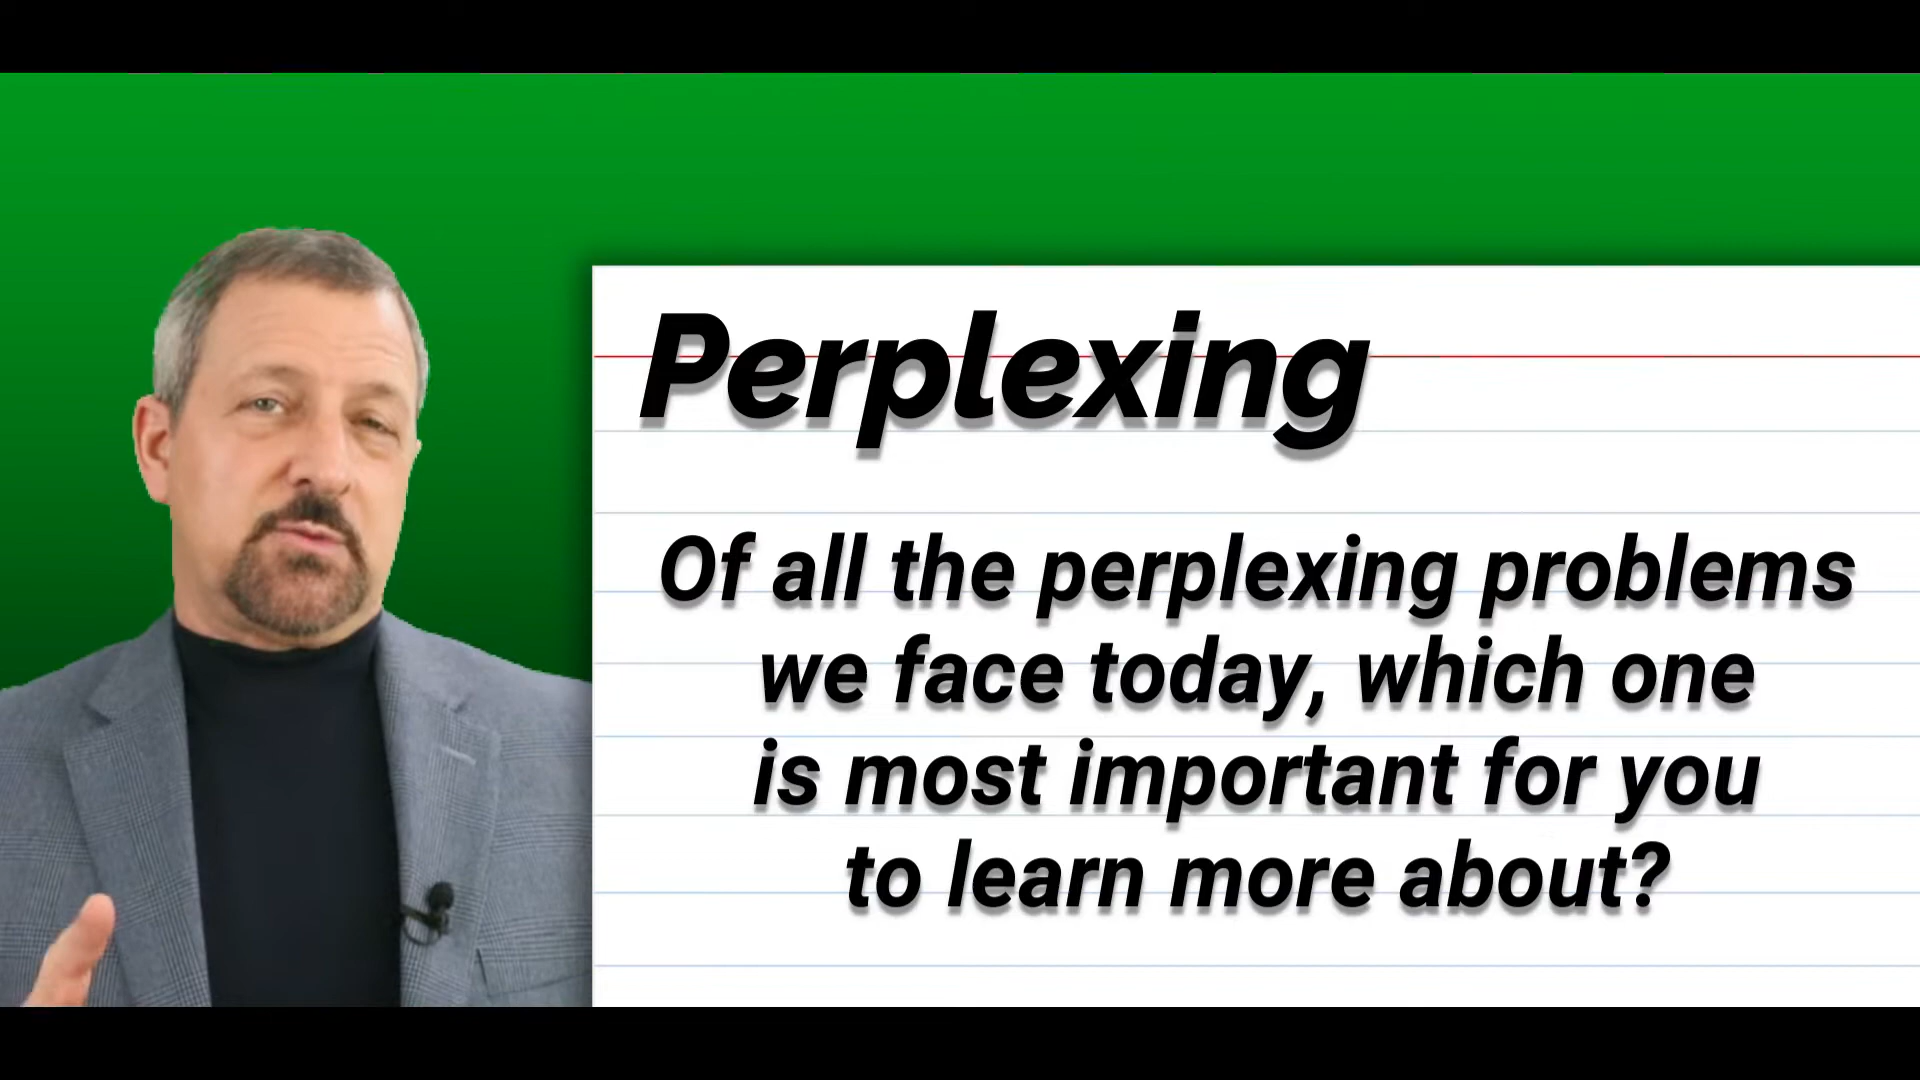 Perplexing
Of all the perplexing problems
we face today, which one
is most important for you
to learn more about?